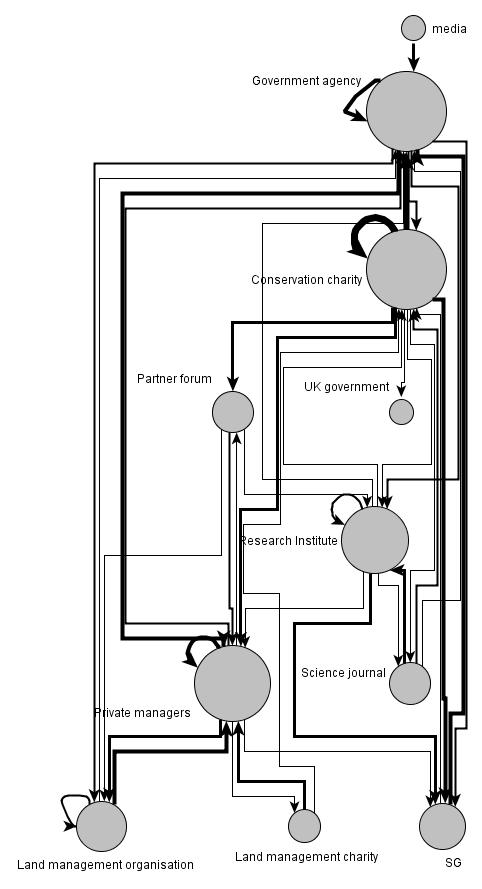 media
Government agency
Conservation charity
Partner forum
UK government
Research Institute
Science journal
Private managers
Land management organisation
Land management charity
SG